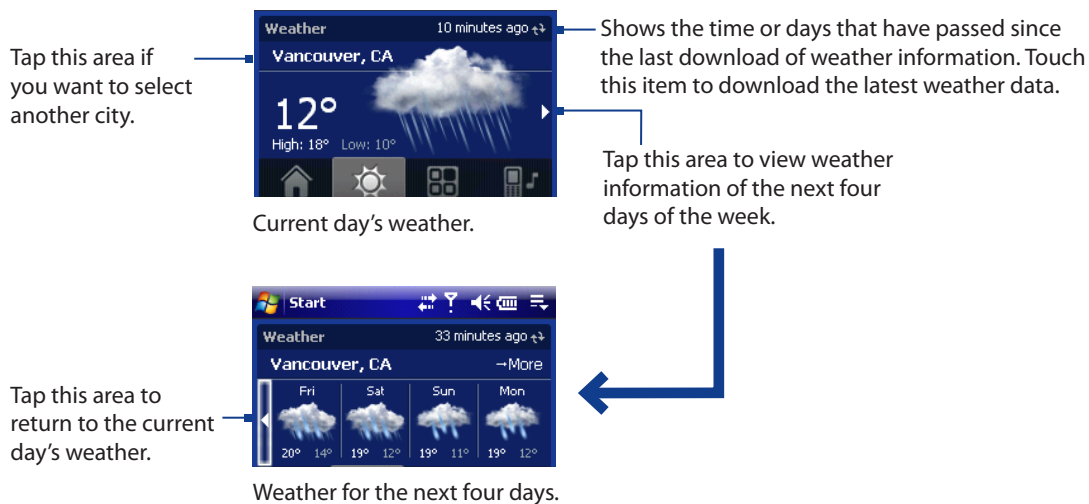 Weather 10 minutes ago
Shows the time or days that have passed since
the last download of weather information. Touch
this item to download the latest weather data.
Tap this area if
you want to select
another city.
Vancouver, CA
12°
High: 18° Low: 10°
Tap this area to view weather
information of the next four
days of the week.
Current day’s weather.
Start
Weather 33 minutes ago
Vancouver, CA →More
Fri Sat Sun Mon
20° 14° 19° 12° 19° 11° 19° 12°
Tap this area to
return to the current
day’s weather.
Weather for the next four days.